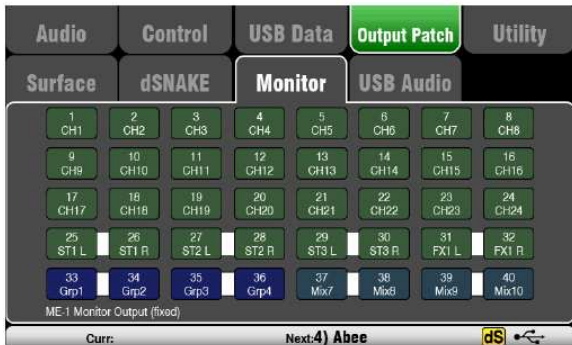 Audio Control USB Data Output Patch Utility
Surface dSNAKE Monitor USB Audio
1 2 3 4 5 6 7 8
CH1 CH2 CH3 CH4 CH5 CH6 CH7 CH8
9 10 11 12 13 14 15 16
CH9 CH10 CH11 CH12 CH13 CH14 CH15 CH16
17 18 19 20 21 22 23 24
CH17 CH18 CH19 CH20 CH21 CH22 CH23 CH24
25 26 27 28 29 30 31 32
ST1 L ST1 R ST2 L ST2 R ST3 L ST3 R FX1 L FX1 R
33 34 35 36 37 38 39 40
Grp1 Grp2 Grp3 Grp4 Mix7 Mix8 Mix9 Mix10
ME-1 Monitor Output (fixed)
Curr: Next:4) Abee dS